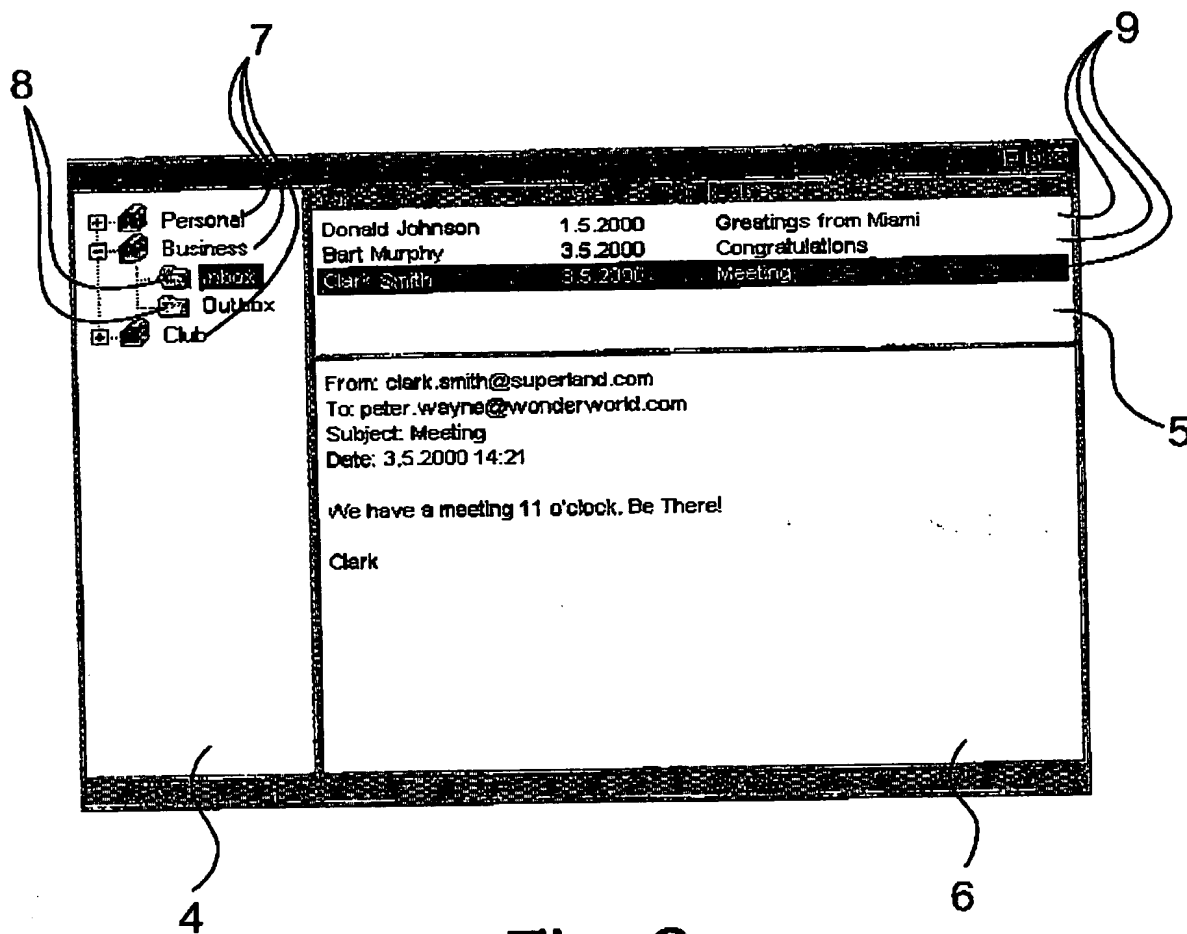 7
9
8
Personal
Business
Inbox
Outbox
Club
Donald Johnson 1.5.2000 Greetings from Miami
Bart Murphy 3.5.2000 Congratulations
Clark Smith 3.5.2000 Meeting
5
From: clark.smith@superland.com
To: peter.wayne@wonderworld.com
Subject: Meeting
Date: 3.5.2000 14:21
We have a meeting 11 o'clock. Be There!
Clark
4
6